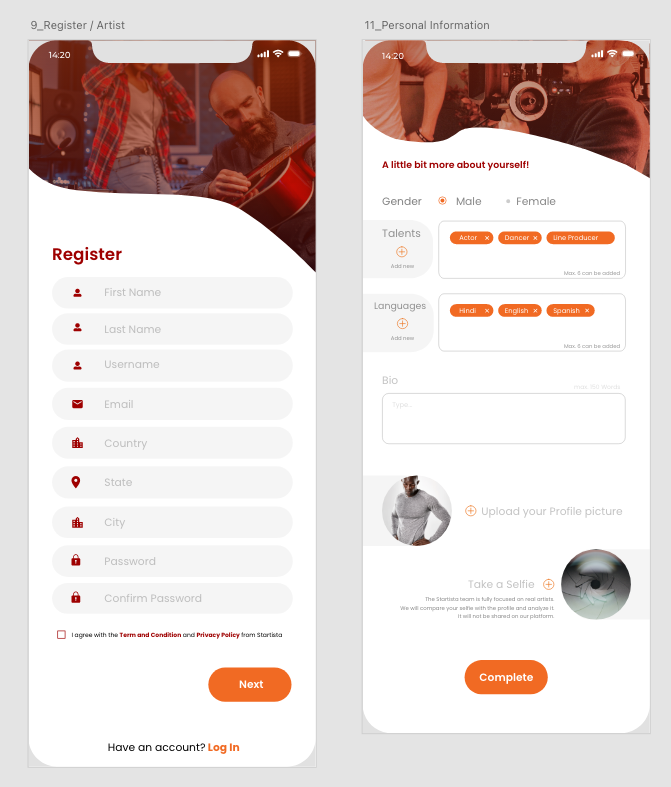 9_Register / Artist
14:20
Register
First Name
Last Name
Username
Email
Country
State
City
Password
Confirm Password
I agree with the Term and Condition and Privacy Policy from Startista
Next
Have an account? Log In
11_Personal Information
14:20
A little bit more about yourself!
Gender Male Female
Talents
Add new
Actor × Dancer × Line Producer
Max. 6 can be added
Languages
Add new
Hindi × English × Spanish ×
Max. 6 can be added
Bio
Words
Type...
Upload your Profile picture
Take a Selfie
The Startista team is fully focused on real artists.
We will compare your selfie with the profile and analyze it
it will not be shared on our platform
Complete